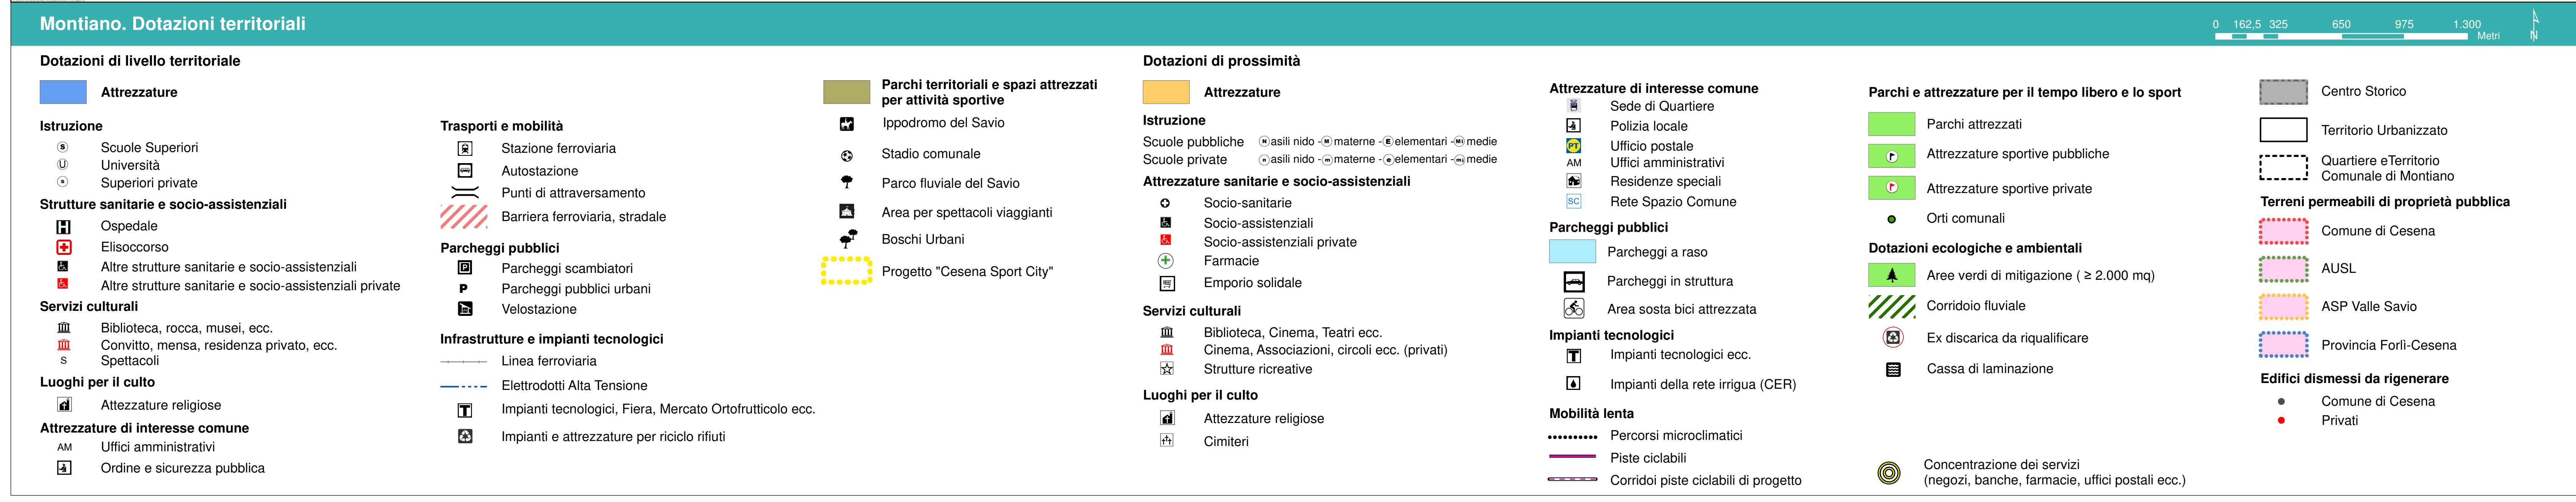 Montiano. Dotazioni territoriali
0 162,5 325 650 975 1.300
Metri
N
Dotazioni di livello territoriale
Attrezzature
Istruzione
S Scuole Superiori
U Università
s Superiori private
Strutture sanitarie e socio-assistenziali
H Ospedale
Elisoccorso
Altre strutture sanitarie e socio-assistenziali
Altre strutture sanitarie e socio-assistenziali private
Servizi culturali
Biblioteca, rocca, musei, ecc.
Convitto, mensa, residenza privato, ecc.
S Spettacoli
Luoghi per il culto
Attezzature religiose
Attrezzature di interesse comune
AM Uffici amministrativi
Ordine e sicurezza pubblica
Trasporti e mobilità
Stazione ferroviaria
Autostazione
Punti di attraversamento
Barriera ferroviaria, stradale
Parcheggi pubblici
P Parcheggi scambiatori
P Parcheggi pubblici urbani
Velostazione
Infrastrutture e impianti tecnologici
Linea ferroviaria
Elettrodotti Alta Tensione
T Impianti tecnologici, Fiera, Mercato Ortofrutticolo ecc.
Impianti e attrezzature per riciclo rifiuti
Parchi territoriali e spazi attrezzati
per attività sportive
Ippodromo del Savio
Stadio comunale
Parco fluviale del Savio
Area per spettacoli viaggianti
Boschi Urbani
Progetto "Cesena Sport City"
Dotazioni di prossimità
Attrezzature
Istruzione
Scuole pubbliche N asili nido - M materne - E elementari - Mi medie
Scuole private n asili nido - m materne - e elementari - mi medie
Attrezzature sanitarie e socio-assistenziali
Socio-sanitarie
Socio-assistenziali
Socio-assistenziali private
Farmacie
Emporio solidale
Servizi culturali
Biblioteca, Cinema, Teatri ecc.
Cinema, Associazioni, circoli ecc. (privati)
Strutture ricreative
Luoghi per il culto
Attezzature religiose
Cimiteri
Attrezzature di interesse comune
Sede di Quartiere
Polizia locale
PT Ufficio postale
AM Uffici amministrativi
Residenze speciali
SC Rete Spazio Comune
Parcheggi pubblici
Parcheggi a raso
Parcheggi in struttura
Area sosta bici attrezzata
Impianti tecnologici
T Impianti tecnologici ecc.
Impianti della rete irrigua (CER)
Mobilità lenta
Percorsi microclimatici
Piste ciclabili
Corridoi piste ciclabili di progetto
Parchi e attrezzature per il tempo libero e lo sport
Parchi attrezzati
Attrezzature sportive pubbliche
Attrezzature sportive private
Orti comunali
Dotazioni ecologiche e ambientali
Aree verdi di mitigazione ( ≥ 2.000 mq)
Corridoio fluviale
Ex discarica da riqualificare
Cassa di laminazione
Concentrazione dei servizi
(negozi, banche, farmacie, uffici postali ecc.)
Centro Storico
Territorio Urbanizzato
Quartiere eTerritorio
Comunale di Montiano
Terreni permeabili di proprietà pubblica
Comune di Cesena
AUSL
ASP Valle Savio
Provincia Forlì-Cesena
Edifici dismessi da rigenerare
Comune di Cesena
Privati